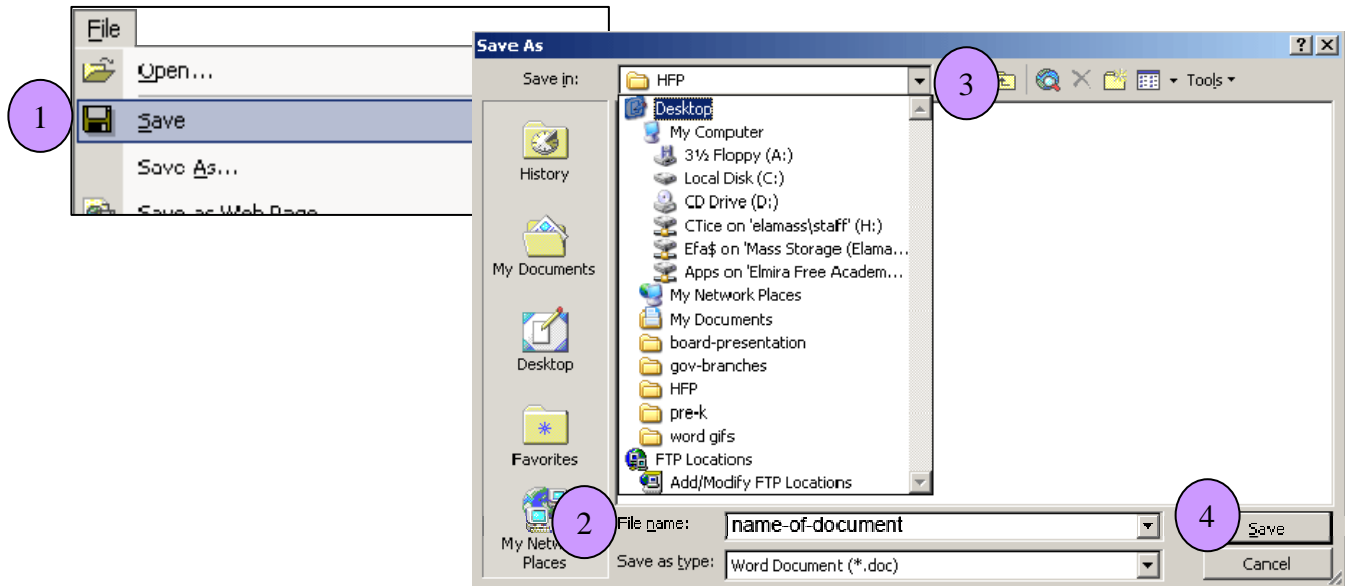 File
Open...
1
Save
Save As...
Save as Web Page
Save As
Save in:
HFP
3
Tools
Desktop
My Computer
3½ Floppy (A:)
Local Disk (C:)
CD Drive (D:)
CTice on 'elamass\staff' (H:)
Efa$ on 'Mass Storage (Elama...
Apps on 'Elmira Free Academ...
My Network Places
My Documents
board-presentation
gov-branches
HFP
pre-k
word gifs
FTP Locations
Add/Modify FTP Locations
History
My Documents
Desktop
Favorites
My Netw
Places
2
File name:
name-of-document
4
Save
Save as type:
Word Document (*.doc)
Cancel